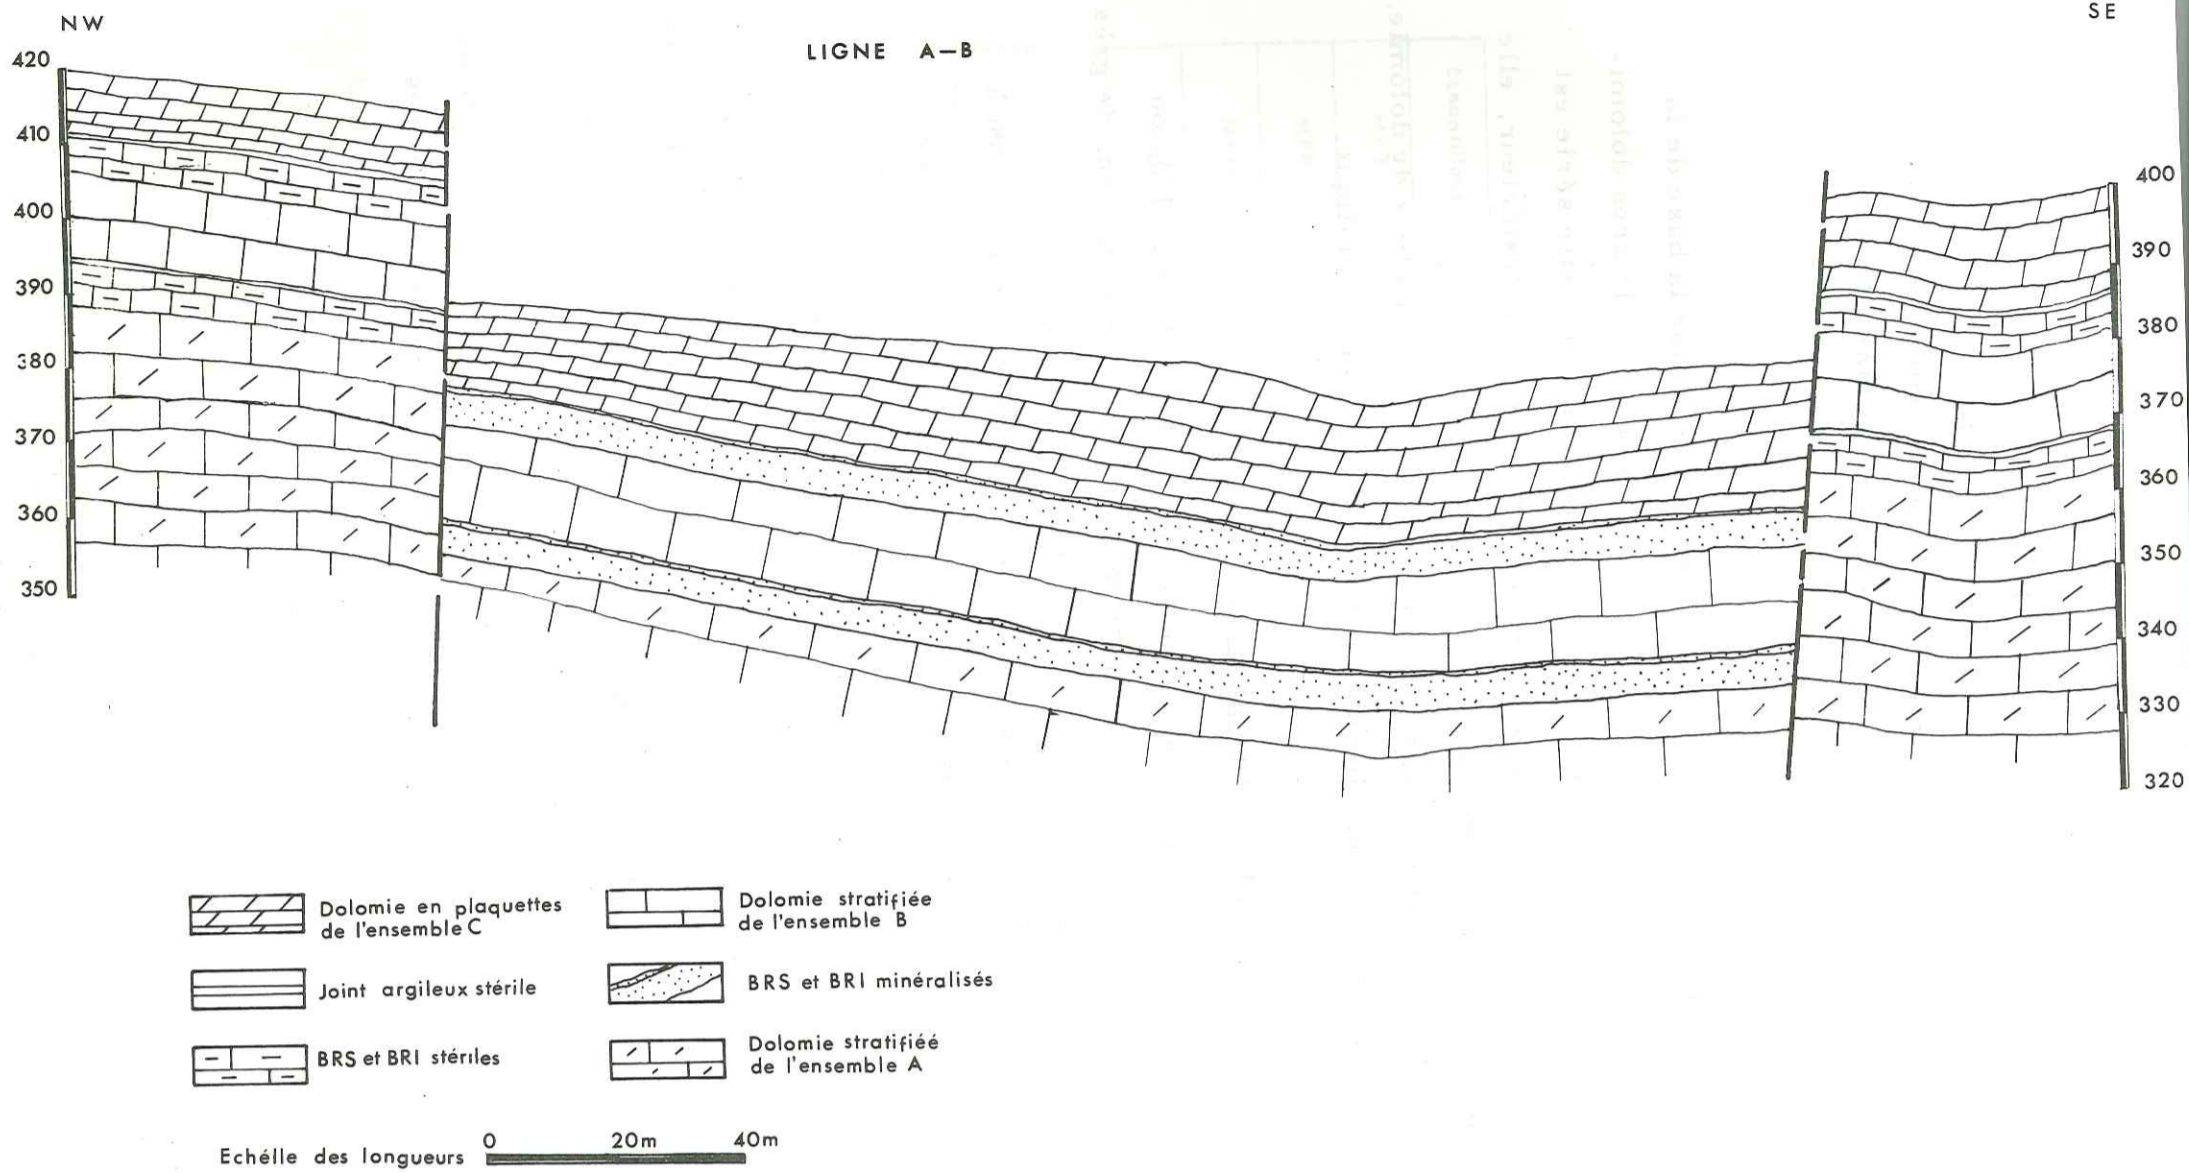 NW
SE
LIGNE A—B
420
410
400
390
380
370
360
350
400
390
380
370
360
350
340
330
320
Dolomie en plaquettes
de l'ensemble C
Dolomie stratifiée
de l'ensemble B
Joint argileux stérile
BRS et BRI minéralisés
BRS et BRI stériles
Dolomie stratifiéé
de l'ensemble A
Echélle des longueurs
0 20m 40m